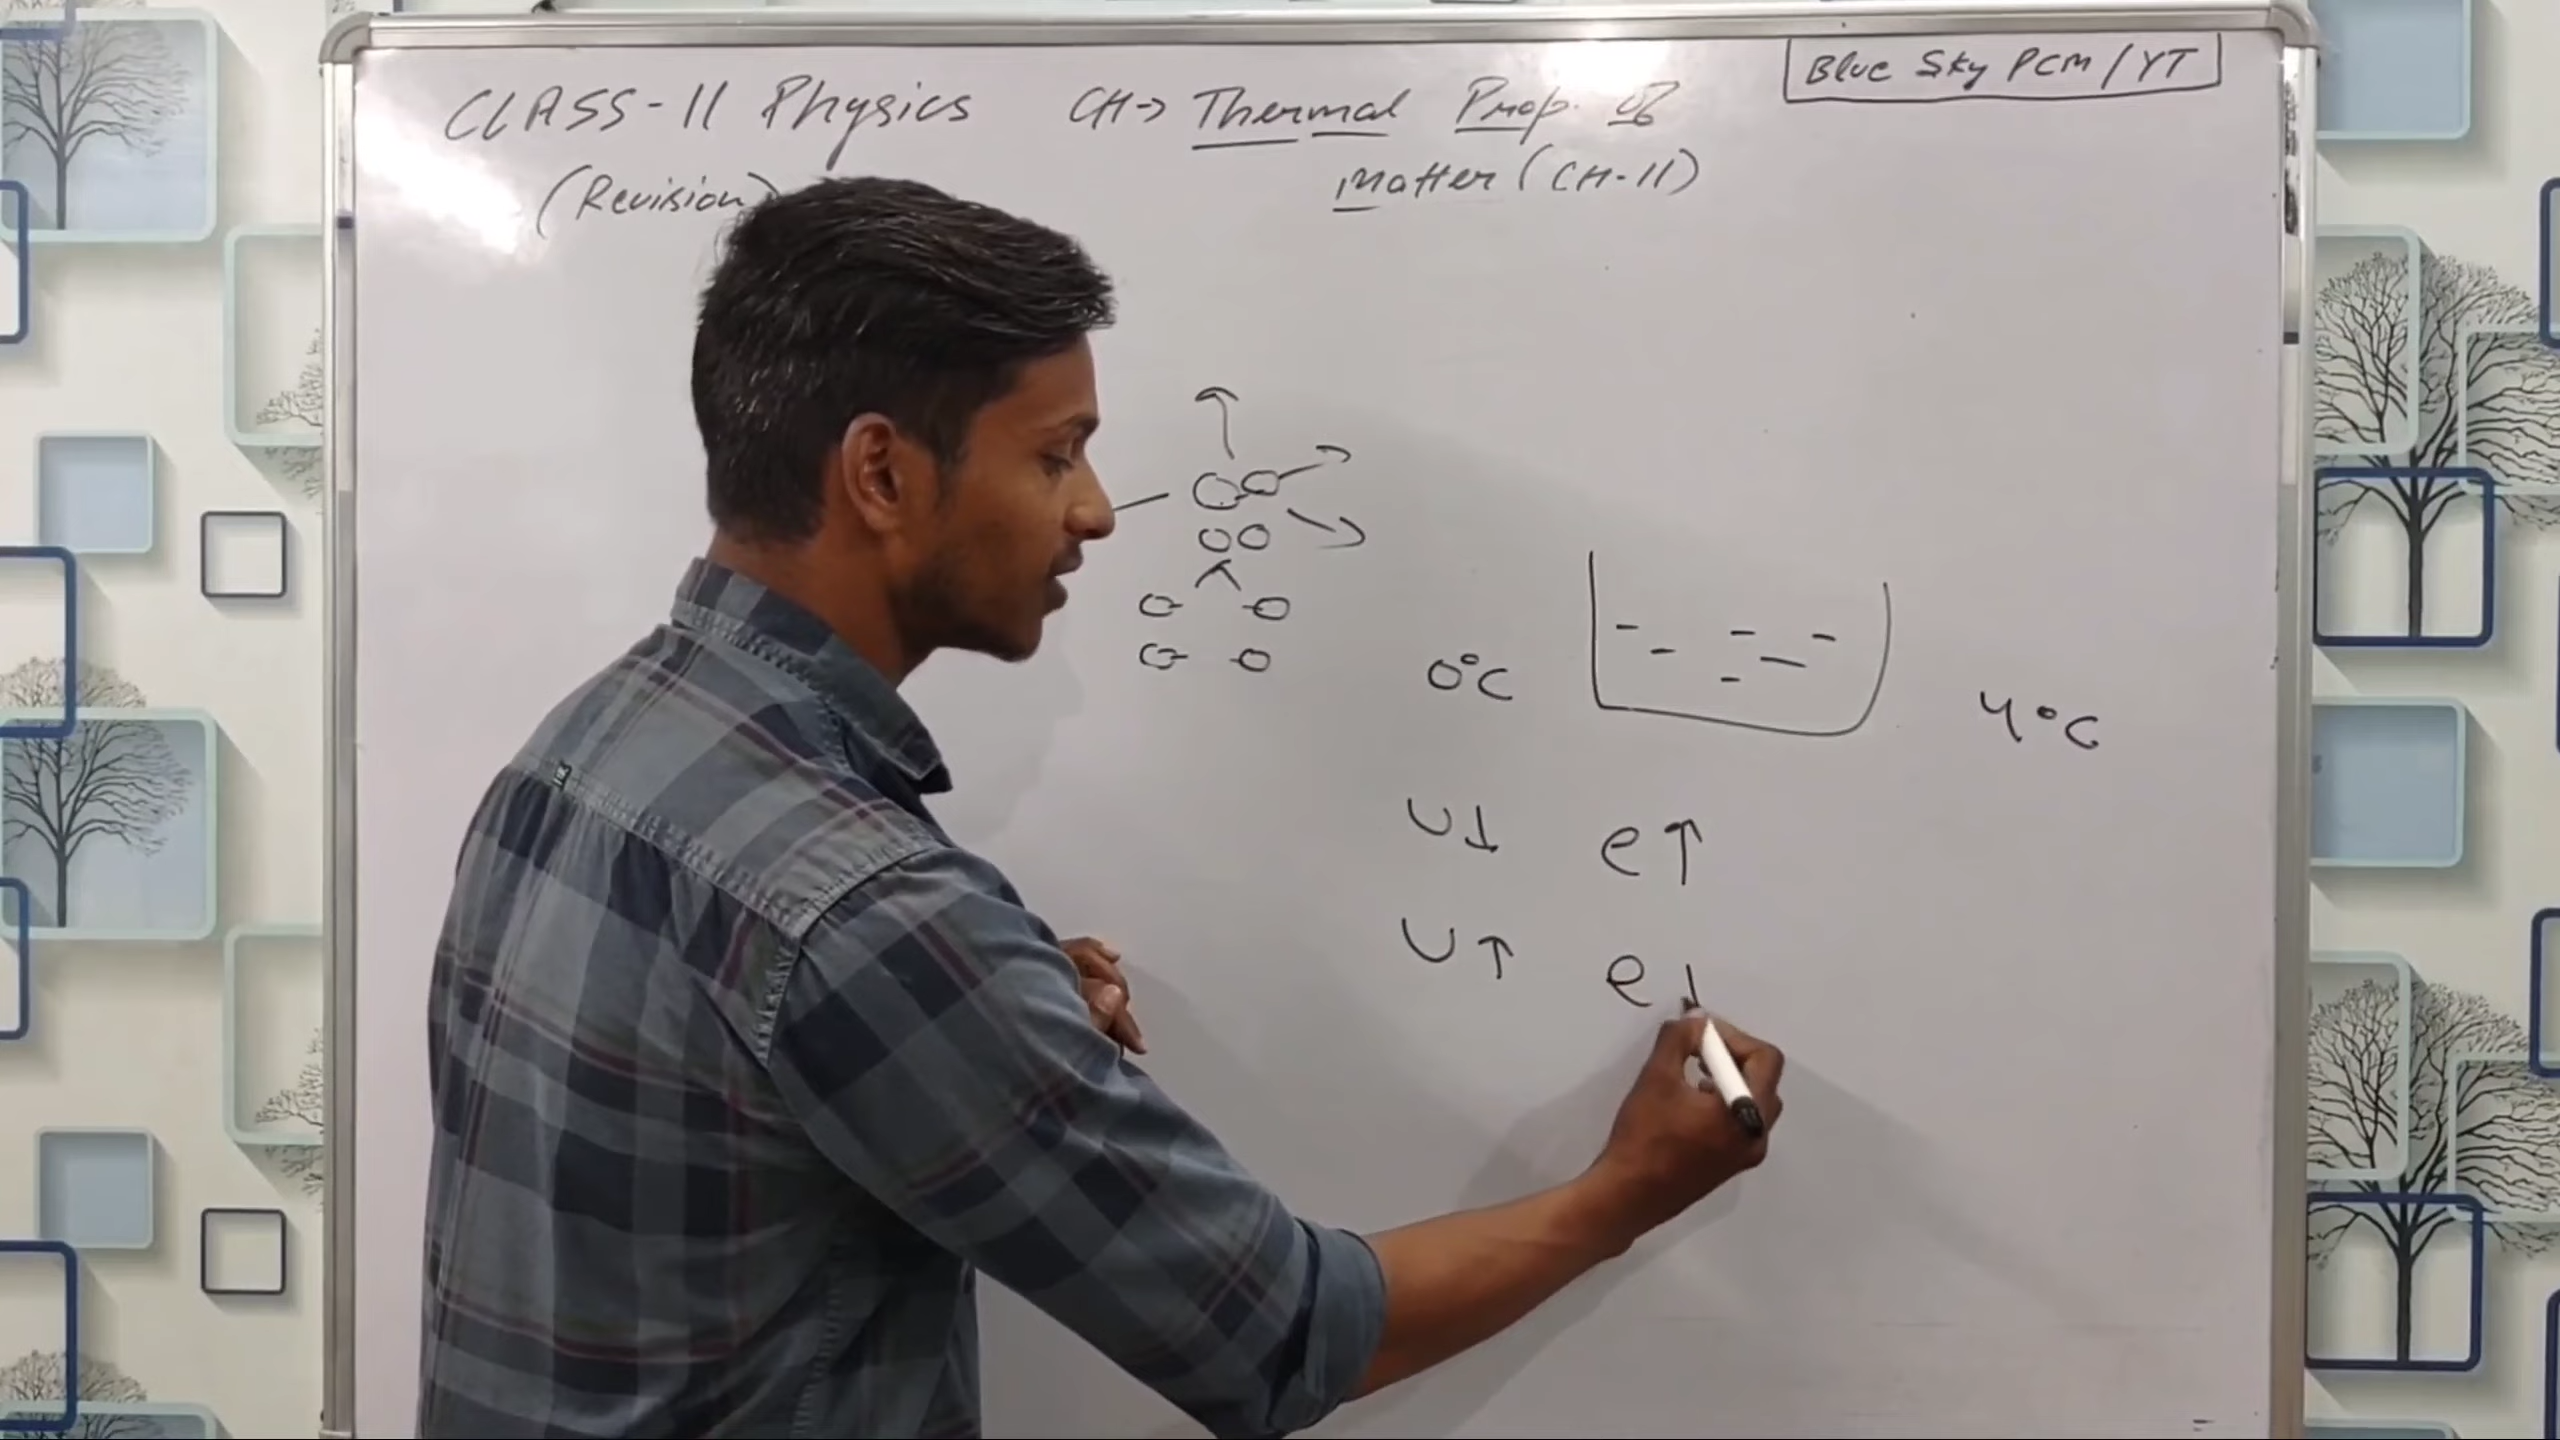 Blue Sky PCM/YT
CLASS-11 Physics CH→ Thermal Prop. of
(Revision) Matter (CH-11)
0°C 4°C
U↓ e↑
U↑ e